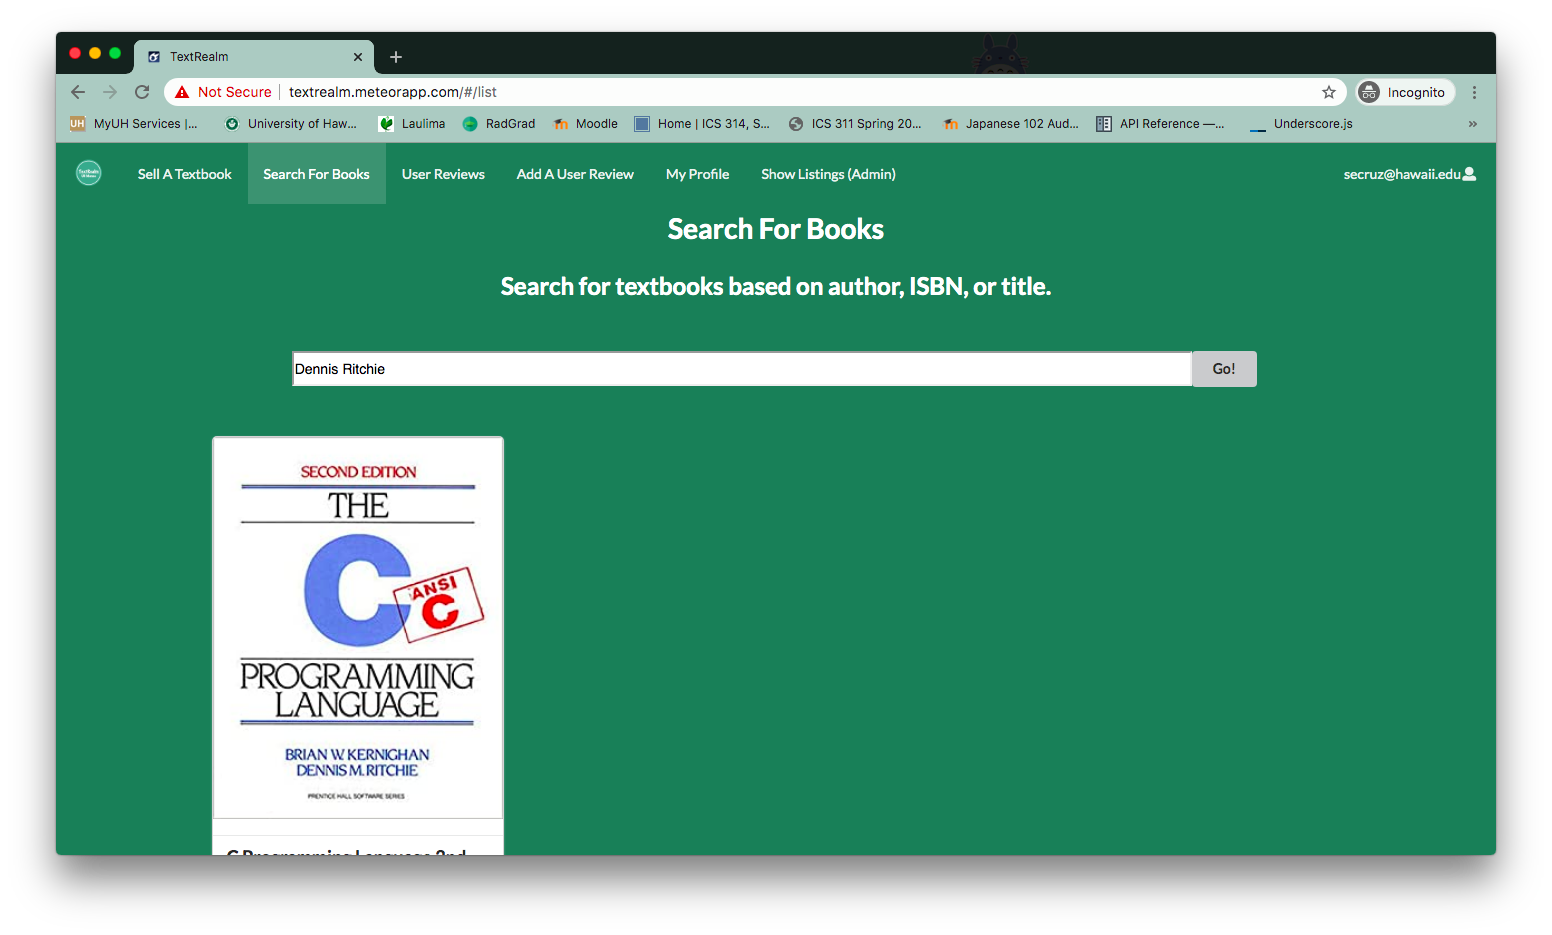 TextRealm
Not Secure textrealm.meteorapp.com/#/list Incognito
UH MyUH Services |... University of Haw... Laulima RadGrad Moodle Home | ICS 314, S... ICS 311 Spring 20... Japanese 102 Aud... API Reference —... Underscore.js »
Sell A Textbook Search For Books User Reviews Add A User Review My Profile Show Listings (Admin) secruz@hawaii.edu
Search For Books
Search for textbooks based on author, ISBN, or title.
Dennis Ritchie Go!
SECOND EDITION
THE
C
ANSI
C
PROGRAMMING
LANGUAGE
BRIAN W. KERNIGHAN
DENNIS M. RITCHIE
PRENTICE HALL SOFTWARE SERIES
C Programming Language 2nd